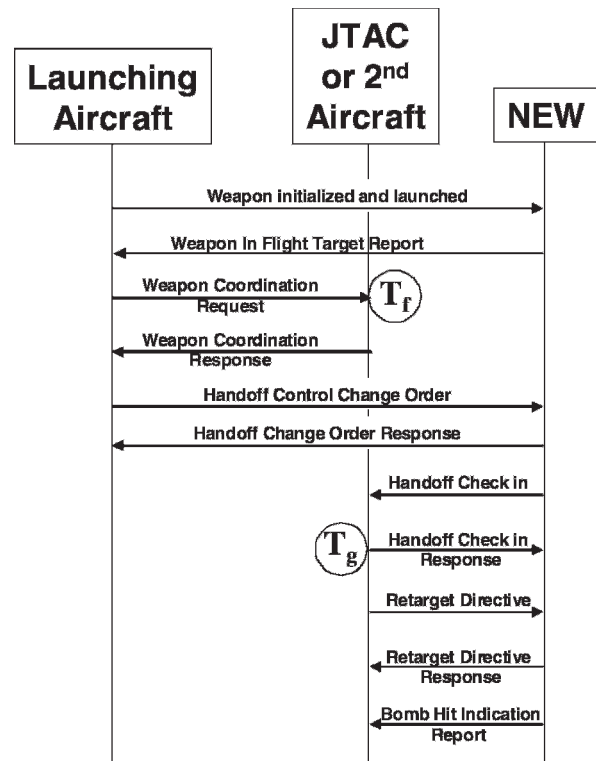 Launching
Aircraft
JTAC
or 2nd
Aircraft
NEW
Weapon initialized and launched
Weapon In Flight Target Report
Weapon Coordination
Request
Tf
Weapon Coordination
Response
Handoff Control Change Order
Handoff Change Order Response
Handoff Check in
Tg
Handoff Check in
Response
Retarget Directive
Retarget Directive
Response
Bomb Hit Indication
Report